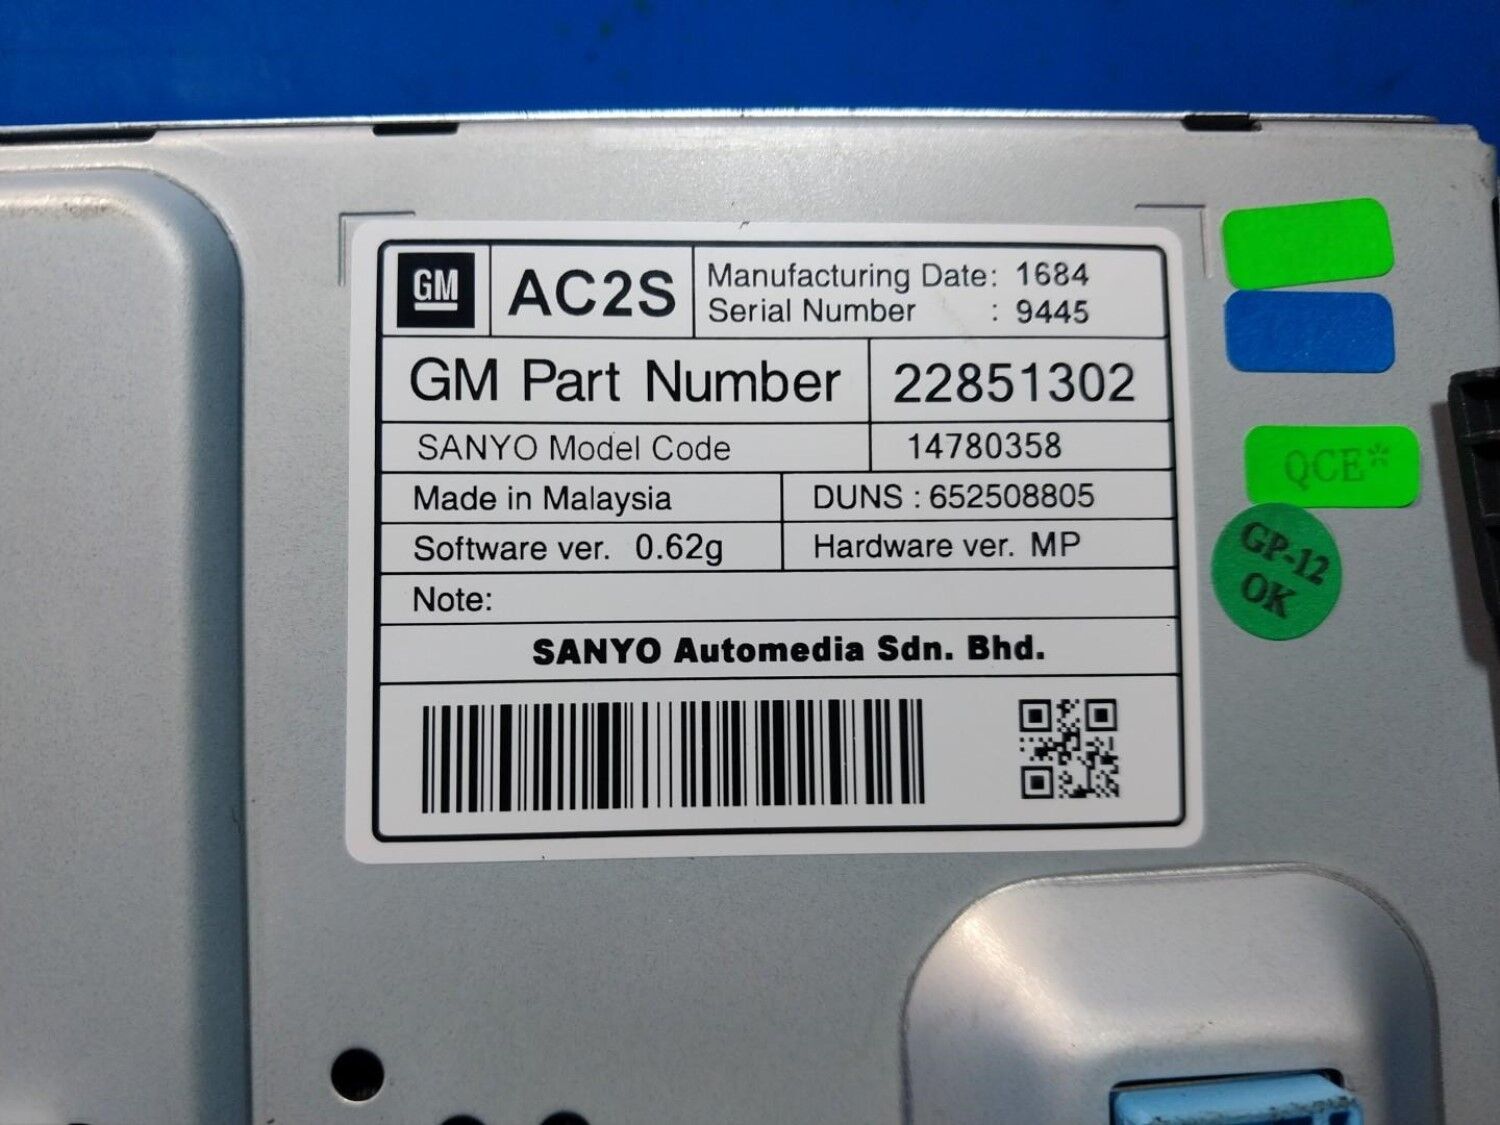 GM AC2S Manufacturing Date: 1684
Serial Number : 9445
GM Part Number 22851302
SANYO Model Code 14780358
Made in Malaysia DUNS : 652508805
Software ver. 0.62g Hardware ver. MP
Note:
SANYO Automedia Sdn. Bhd.
QCE*
GP-12
OK